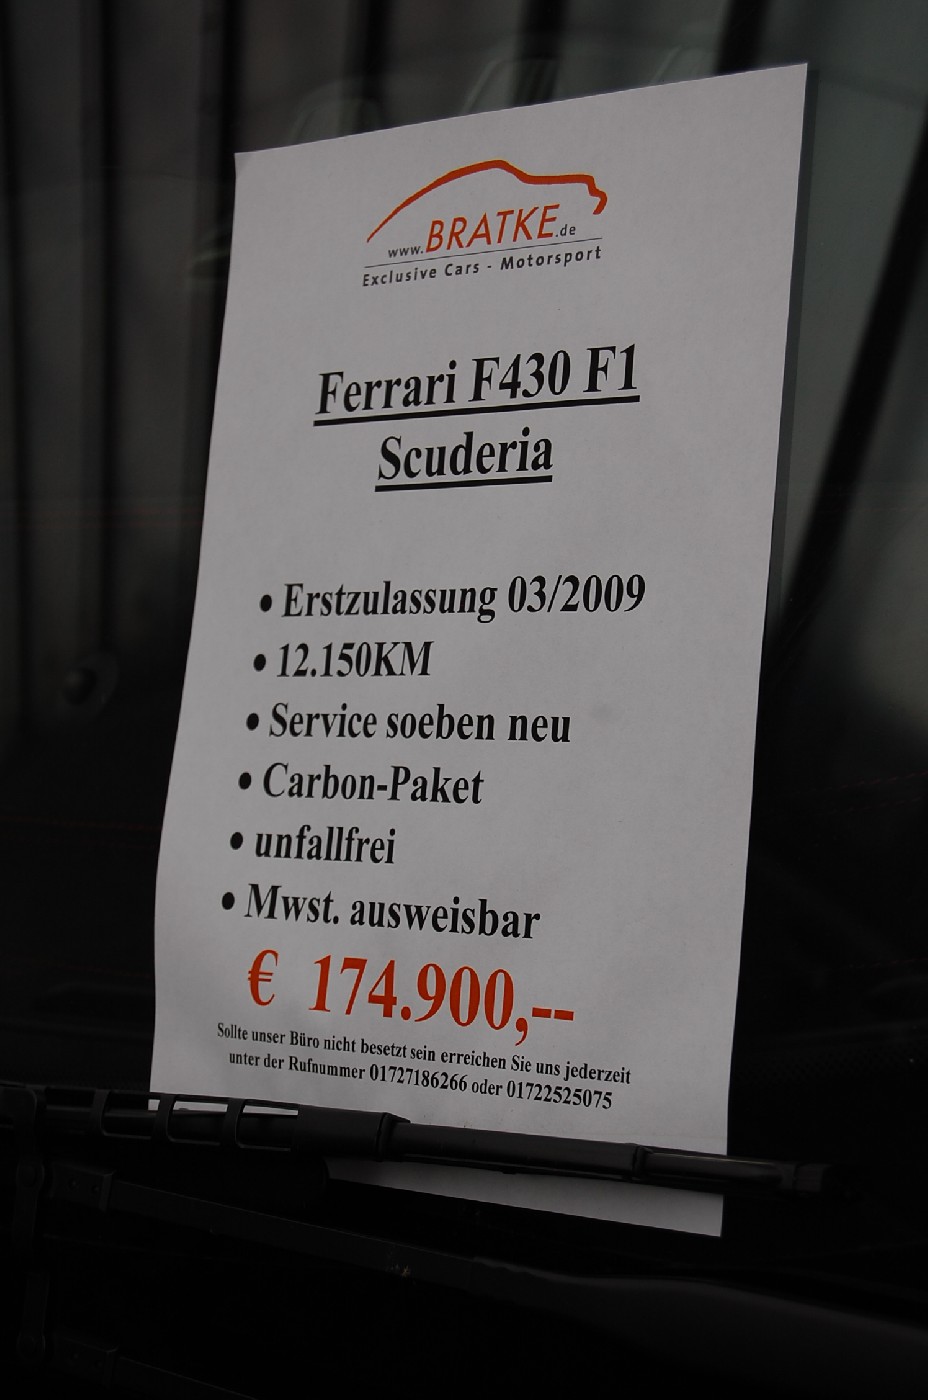 www.BRATKE.de
Exclusive Cars - Motorsport
Ferrari F430 F1
Scuderia
• Erstzulassung 03/2009
• 12.150KM
• Service soeben neu
• Carbon-Paket
• unfallfrei
• Mwst. ausweisbar
€ 174.900,--
Sollte unser Büro nicht besetzt sein erreichen Sie uns jederzeit
unter der Rufnummer 01727186266 oder 01722525075